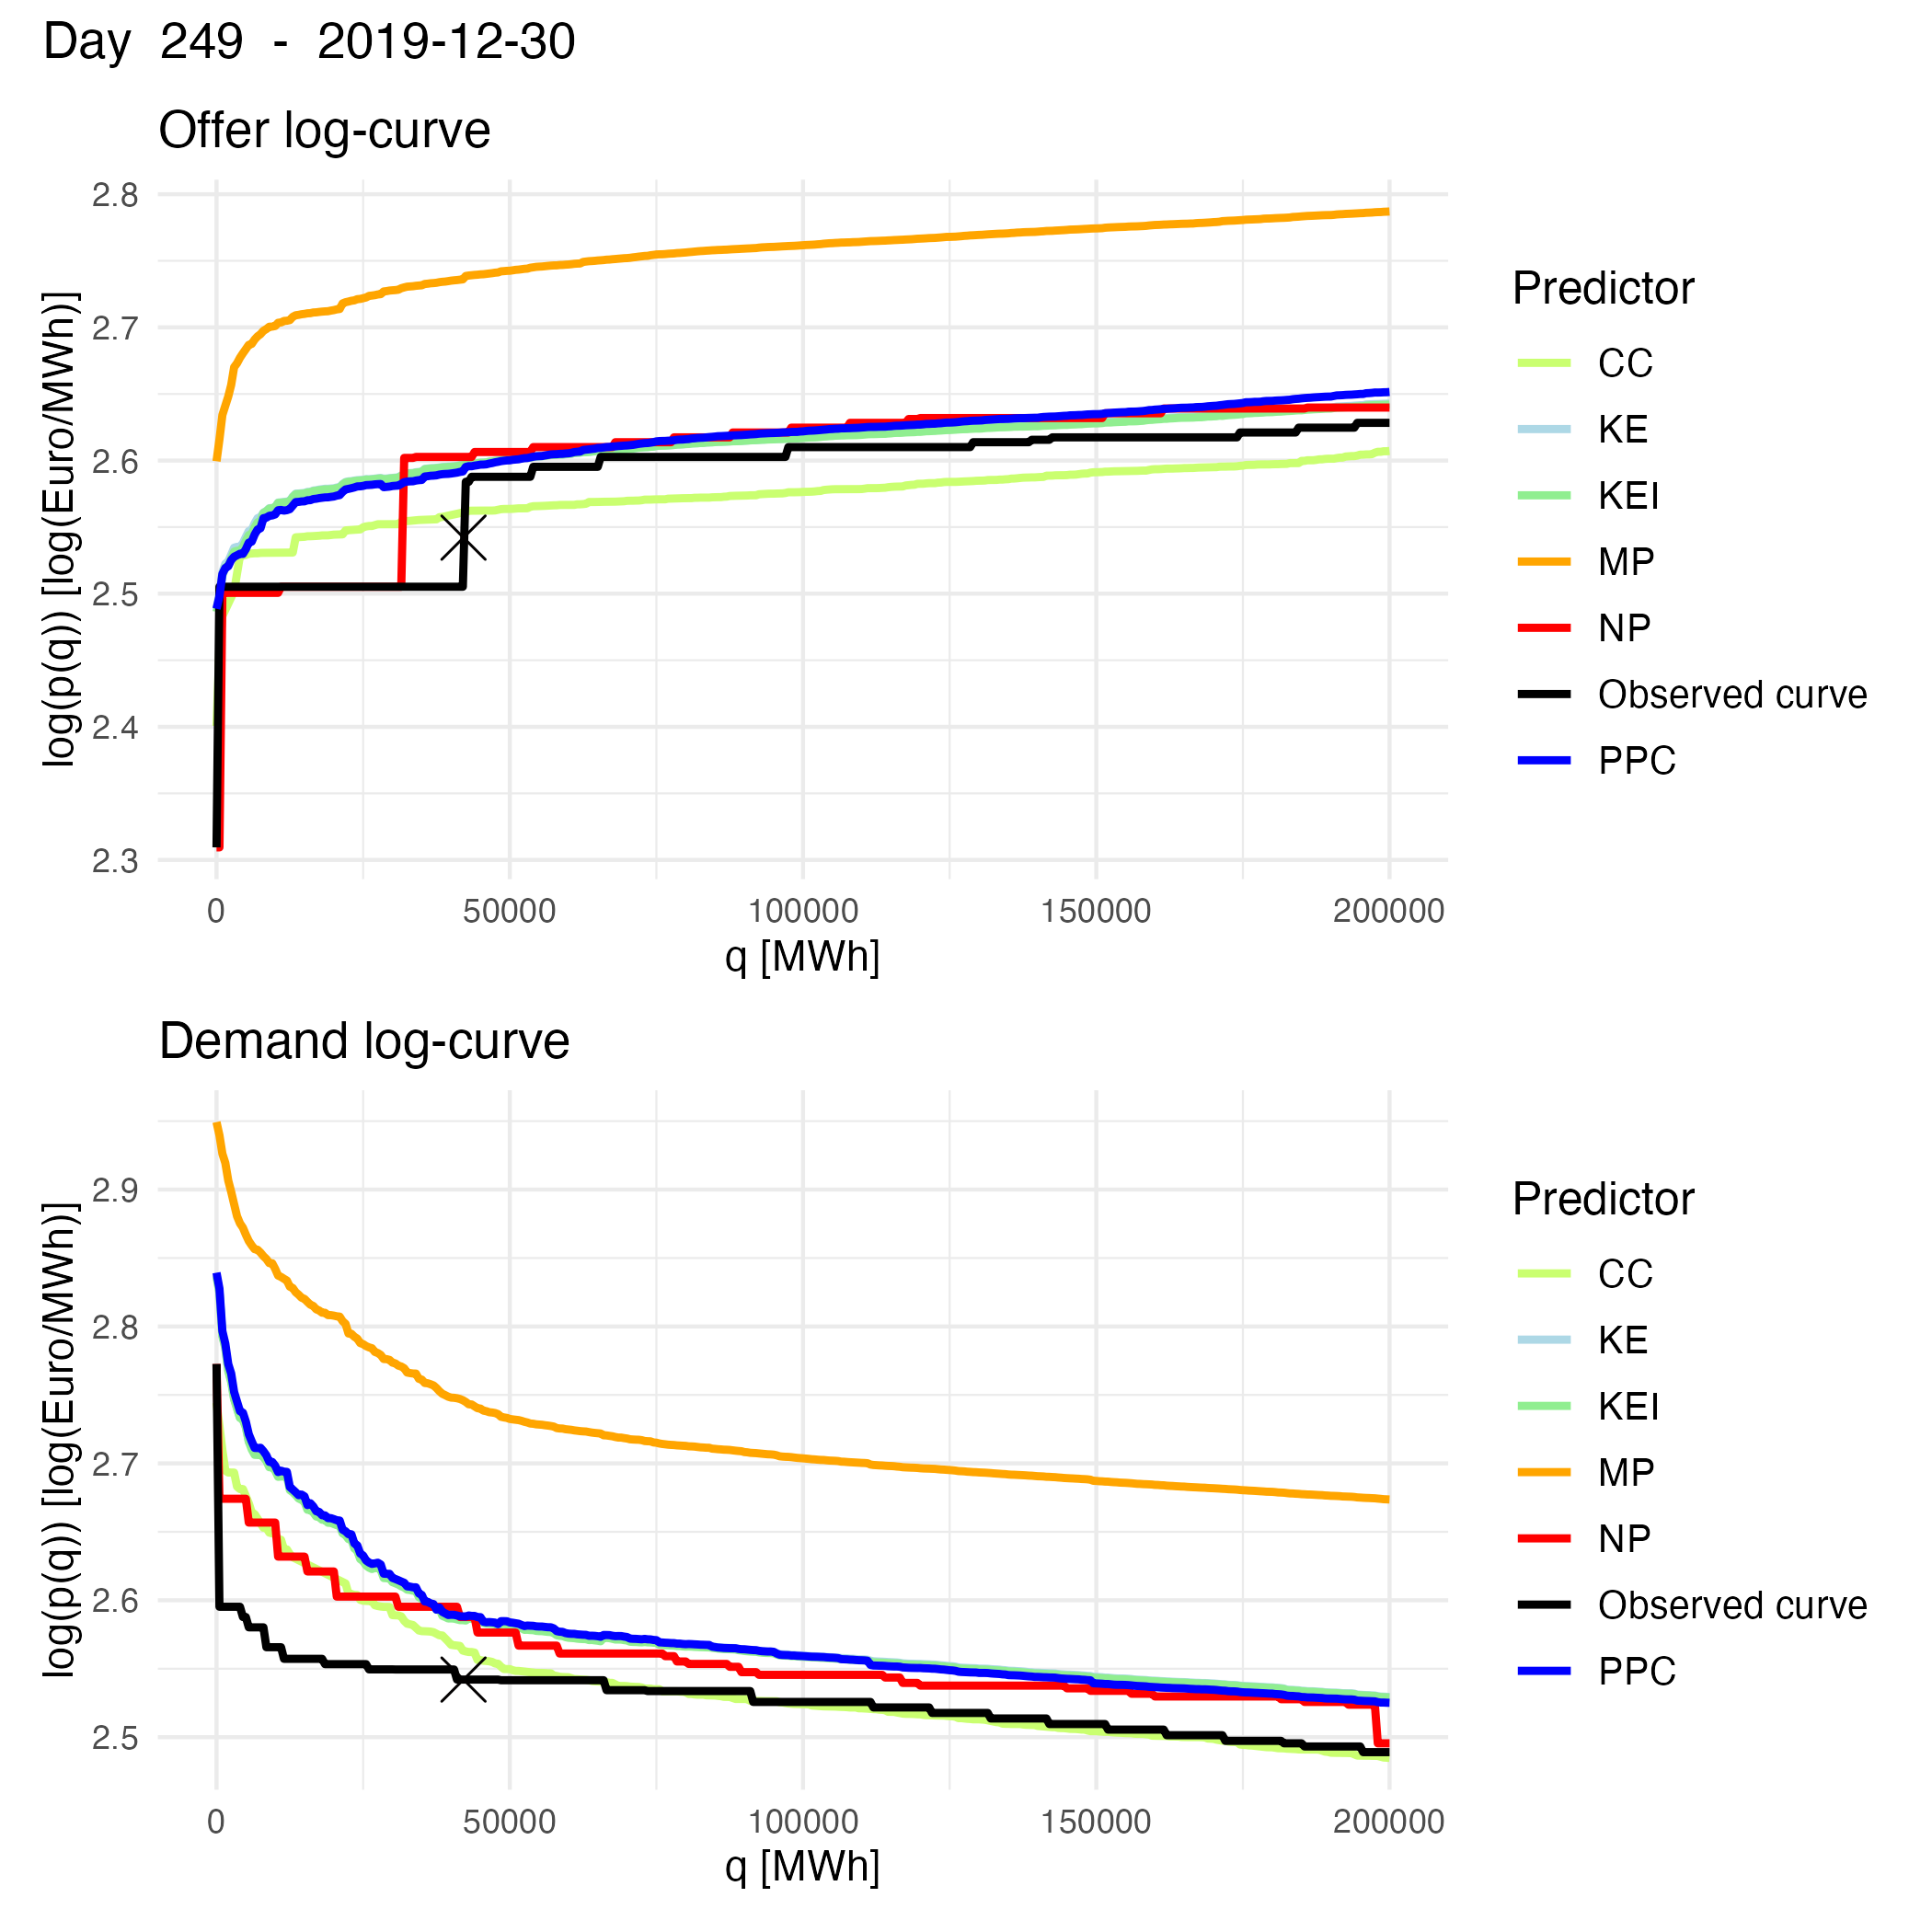 Day 249 - 2019-12-30
Offer log-curve
log(p(q)) [log(Euro/MWh)]
2.8
2.7
2.6
2.5
2.4
2.3
0 50000 100000 150000 200000
q [MWh]
Predictor
CC
KE
KEI
MP
NP
Observed curve
PPC
Demand log-curve
log(p(q)) [log(Euro/MWh)]
2.9
2.8
2.7
2.6
2.5
0 50000 100000 150000 200000
q [MWh]
Predictor
CC
KE
KEI
MP
NP
Observed curve
PPC